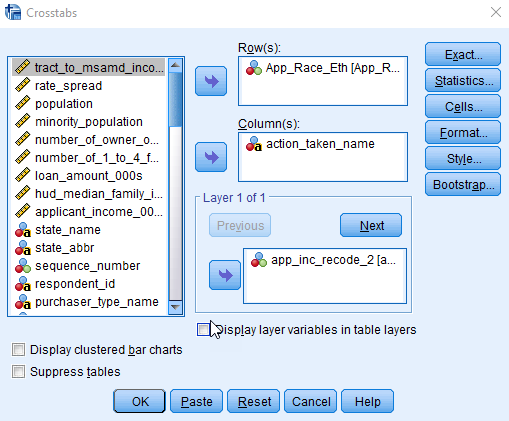 Crosstabs
tract_to_msamd_inco...
rate_spread
population
minority_population
number_of_owner_o...
number_of_1_to_4_f...
loan_amount_000s
hud_median_family_i...
applicant_income_00...
state_name
state_abbr
sequence_number
respondent_id
purchaser_type_name
Row(s):
App_Race_Eth [App_R...
Column(s):
action_taken_name
Layer 1 of 1
Previous
Next
app_inc_recode_2 [a...
Display layer variables in table layers
Exact...
Statistics...
Cells...
Format...
Style...
Bootstrap...
Display clustered bar charts
Suppress tables
OK
Paste
Reset
Cancel
Help